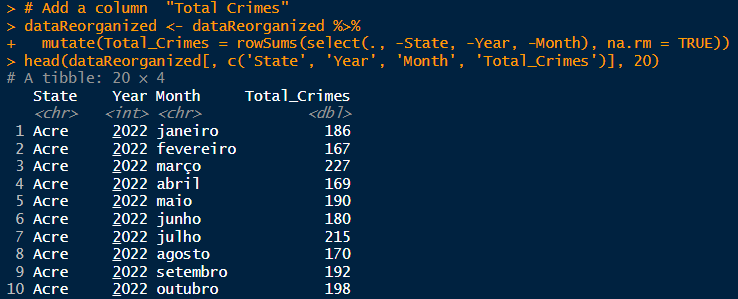 > # Add a column  "Total Crimes"
> dataReorganized <- dataReorganized %>%
+   mutate(Total_Crimes = rowSums(select(., -State, -Year, -Month), na.rm = TRUE))
> head(dataReorganized[, c('State', 'Year', 'Month', 'Total_Crimes')], 20)
# A tibble: 20 × 4
   State  Year Month     Total_Crimes
   <chr> <int> <chr>            <dbl>
 1 Acre   2022 janeiro            186
 2 Acre   2022 fevereiro          167
 3 Acre   2022 março              227
 4 Acre   2022 abril              169
 5 Acre   2022 maio               190
 6 Acre   2022 junho              180
 7 Acre   2022 julho              215
 8 Acre   2022 agosto             170
 9 Acre   2022 setembro           192
10 Acre   2022 outubro            198